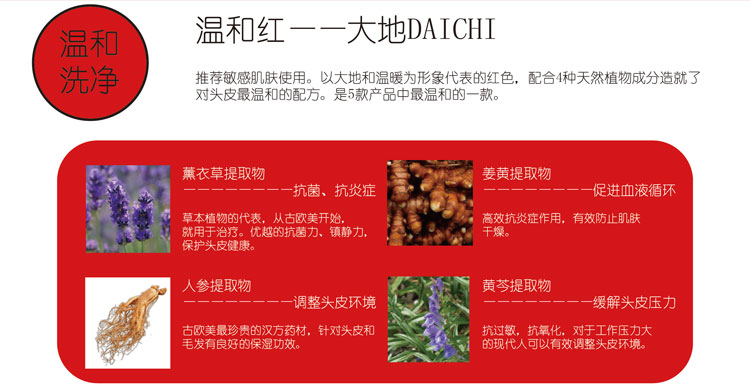 温和
洗净
温和红——大地DAICHI
推荐敏感肌肤使用。以大地和温暖为形象代表的红色，配合4种天然植物成分造就了
对头皮最温和的配方。是5款产品中最温和的一款。
薰衣草提取物
————————抗菌、抗炎症
草本植物的代表，从古欧美开始，
就用于治疗。优越的抗菌力、镇静力，
保护头皮健康。
姜黄提取物
————————促进血液循环
高效抗炎症作用，有效防止肌肤
干燥。
人参提取物
————————调整头皮环境
古欧美最珍贵的汉方药材，针对头皮和
毛发有良好的保湿功效。
黄芩提取物
————————缓解头皮压力
抗过敏，抗氧化，对于工作压力大
的现代人可以有效调整头皮环境。